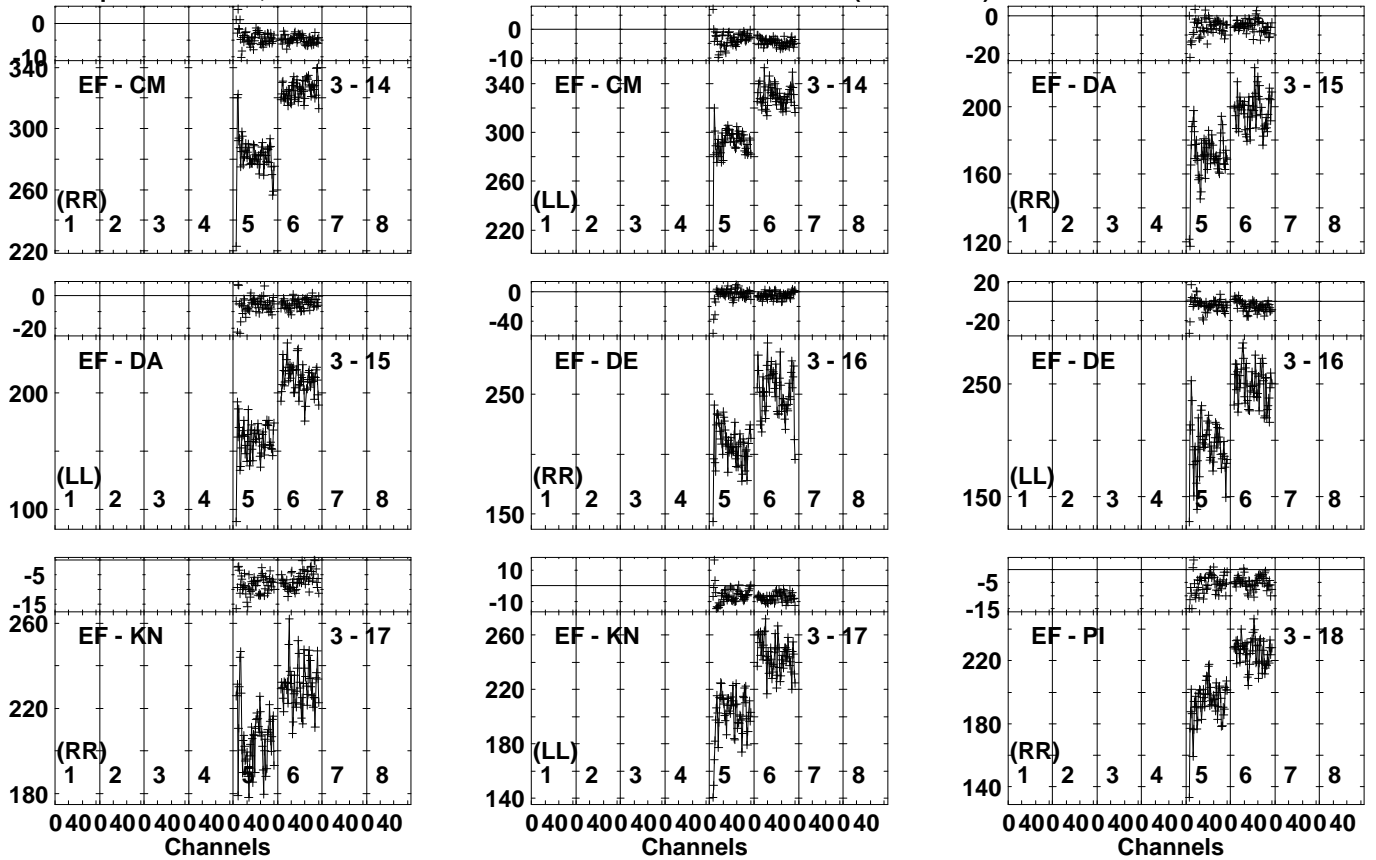 0
-10
340
300
260
220
EF - CM 3 - 14
(RR)
1 2 3 4 5 6 7 8
0
-10
340
300
260
220
EF - CM 3 - 14
(LL)
1 2 3 4 5 6 7 8
0
-20
200
160
120
EF - DA 3 - 15
(RR)
1 2 3 4 5 6 7 8
0
-20
200
100
EF - DA 3 - 15
(LL)
1 2 3 4 5 6 7 8
0
-40
250
150
EF - DE 3 - 16
(RR)
1 2 3 4 5 6 7 8
20
-20
250
150
EF - DE 3 - 16
(LL)
1 2 3 4 5 6 7 8
-5
-15
260
220
180
EF - KN 3 - 17
(RR)
1 2 3 4 5 6 7 8
0 40 0 40 0 40 0 40 0 40 0 40 0 40 0 40
Channels
10
-10
260
220
180
140
EF - KN 3 - 17
(LL)
1 2 3 4 5 6 7 8
0 40 0 40 0 40 0 40 0 40 0 40 0 40 0 40
Channels
-5
-15
220
180
140
EF - PI 3 - 18
(RR)
1 2 3 4 5 6 7 8
0 40 0 40 0 40 0 40 0 40 0 40 0 40 0 40
Channels